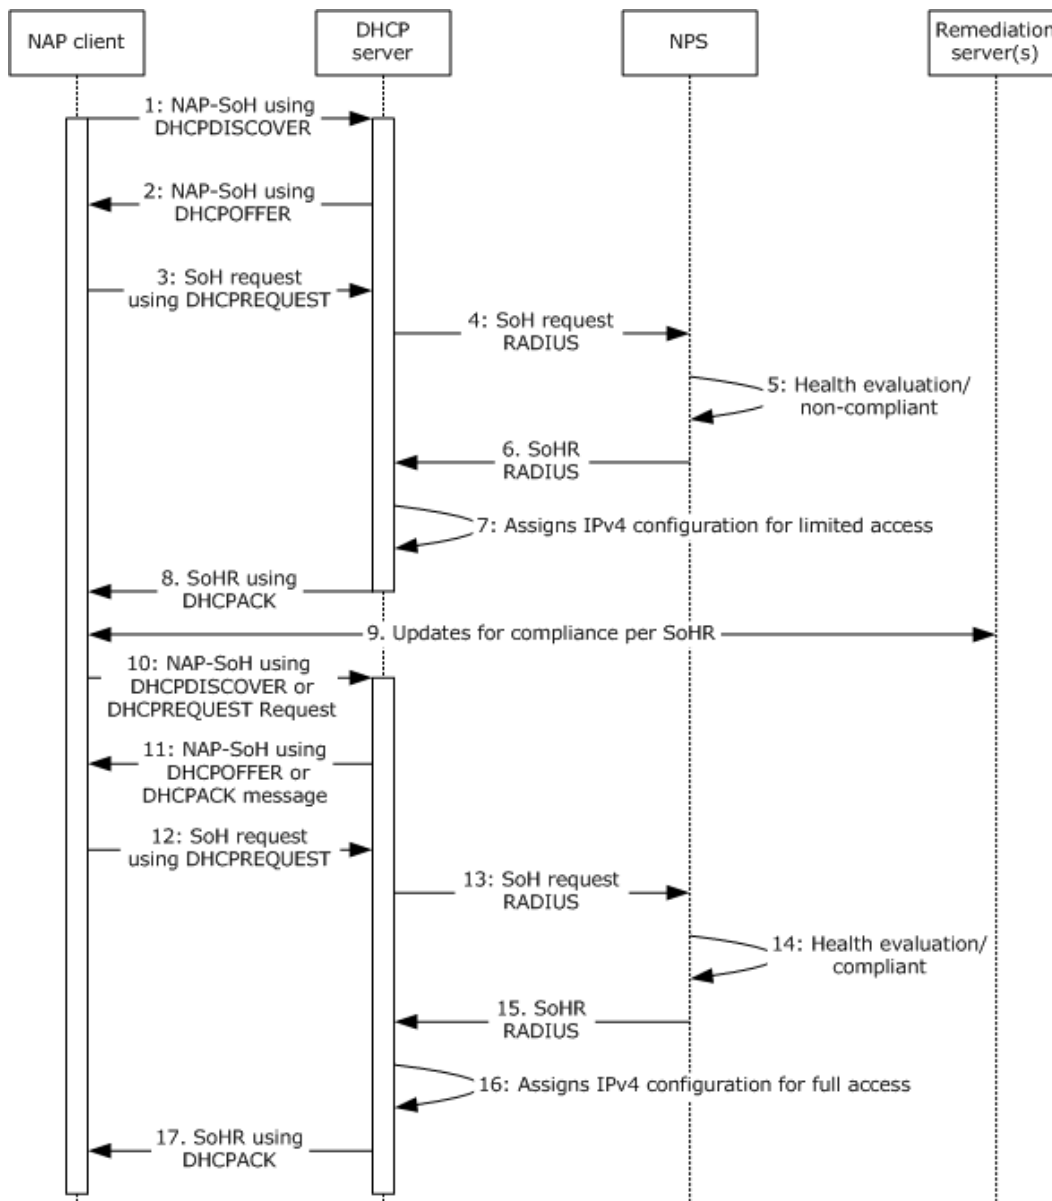 NAP client
DHCP
server
NPS
Remediation
server(s)
1: NAP-SoH using
DHCPDISCOVER
2: NAP-SoH using
DHCPOFFER
3: SoH request
using DHCPREQUEST
4: SoH request
RADIUS
5: Health evaluation/
non-compliant
6. SoHR
RADIUS
7: Assigns IPv4 configuration for limited access
8. SoHR using
DHCPACK
9. Updates for compliance per SoHR
10: NAP-SoH using
DHCPDISCOVER or
DHCPREQUEST Request
11: NAP-SoH using
DHCPOFFER or
DHCPACK message
12: SoH request
using DHCPREQUEST
13: SoH request
RADIUS
14: Health evaluation/
compliant
15. SoHR
RADIUS
16: Assigns IPv4 configuration for full access
17. SoHR using
DHCPACK